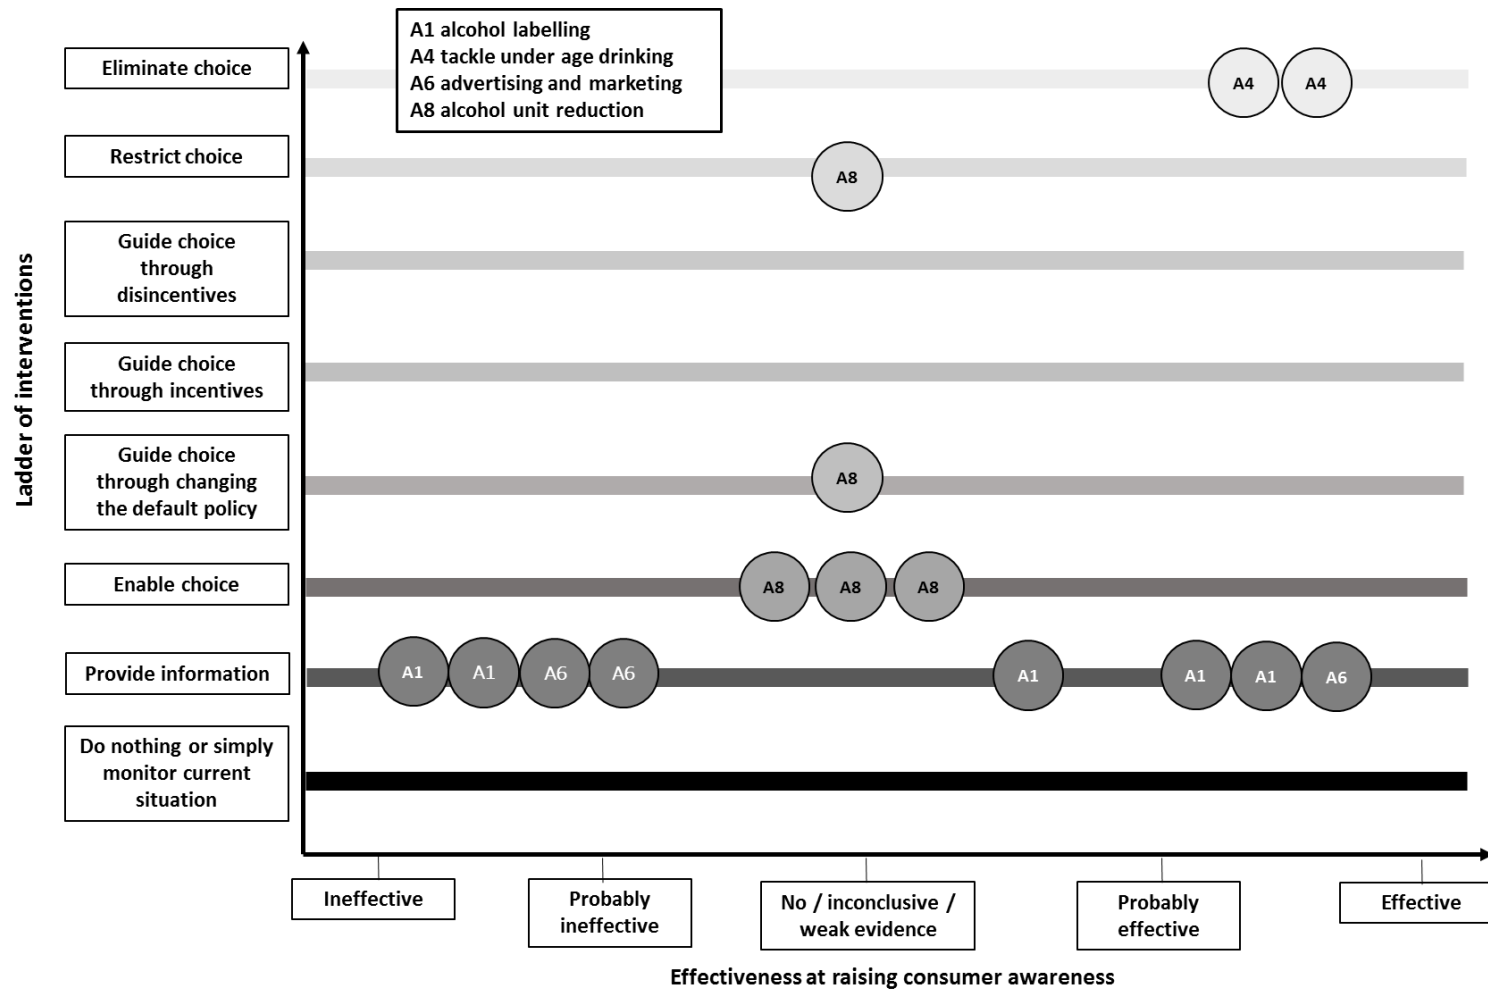 A1 alcohol labelling
A4 tackle under age drinking
A6 advertising and marketing
A8 alcohol unit reduction
Ladder of interventions
Eliminate choice
A4 A4
Restrict choice
A8
Guide choice
through
disincentives
Guide choice
through incentives
Guide choice
through changing
the default policy
A8
Enable choice
A8 A8 A8
Provide information
A1 A1 A6 A6 A1 A1 A1 A6
Do nothing or simply
monitor current
situation
Ineffective
Probably
ineffective
No / inconclusive /
weak evidence
Probably
effective
Effective
Effectiveness at raising consumer awareness